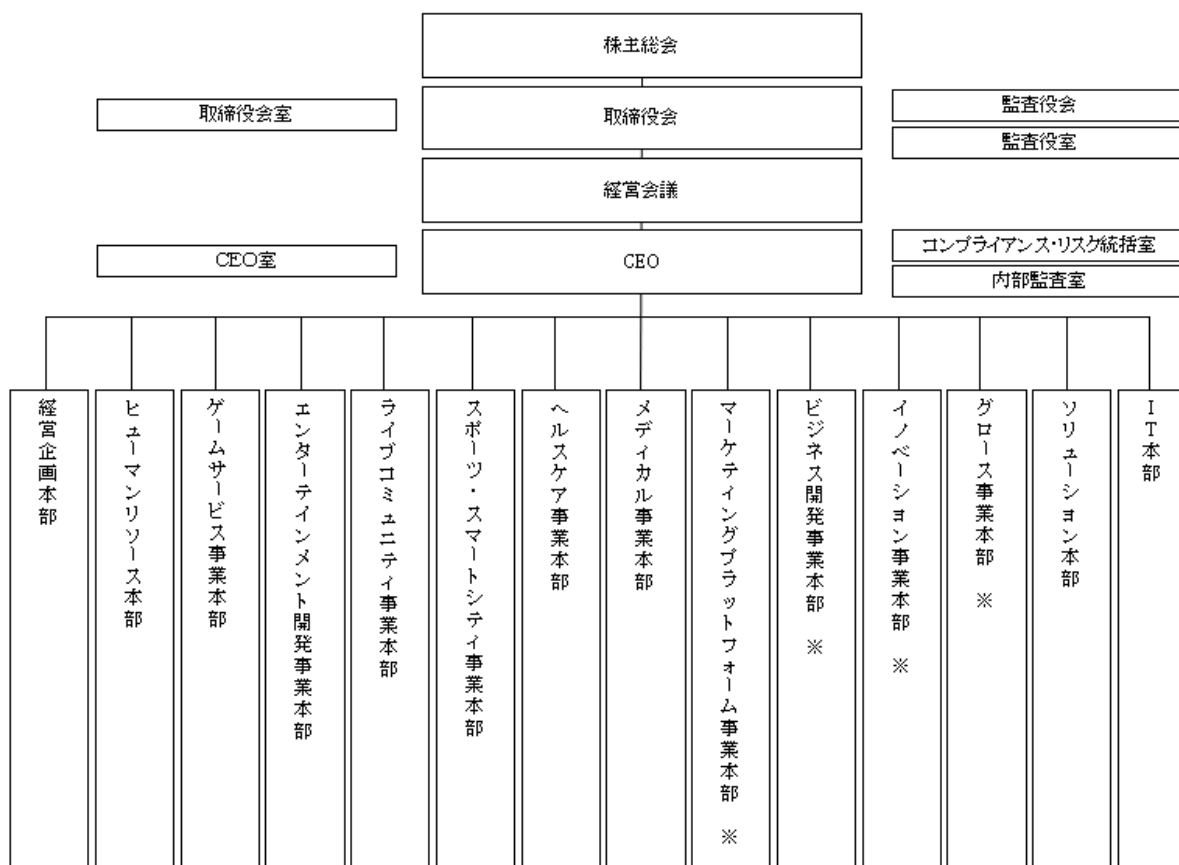 株主総会
取締役会室
取締役会
監査役会
監査役室
経営会議
CEO室
CEO
コンプライアンス・リスク統括室
内部監査室
経営企画本部
ヒューマンリソース本部
ゲームサービス事業本部
エンターテインメント開発事業本部
ライブコミュニティ事業本部
スポーツ・スマートシティ事業本部
ヘルスケア事業本部
メディカル事業本部
マーケティングプラットフォーム事業本部 ※
ビジネス開発事業本部 ※
イノベーション事業本部 ※
グロース事業本部 ※
ソリューション本部
IT本部